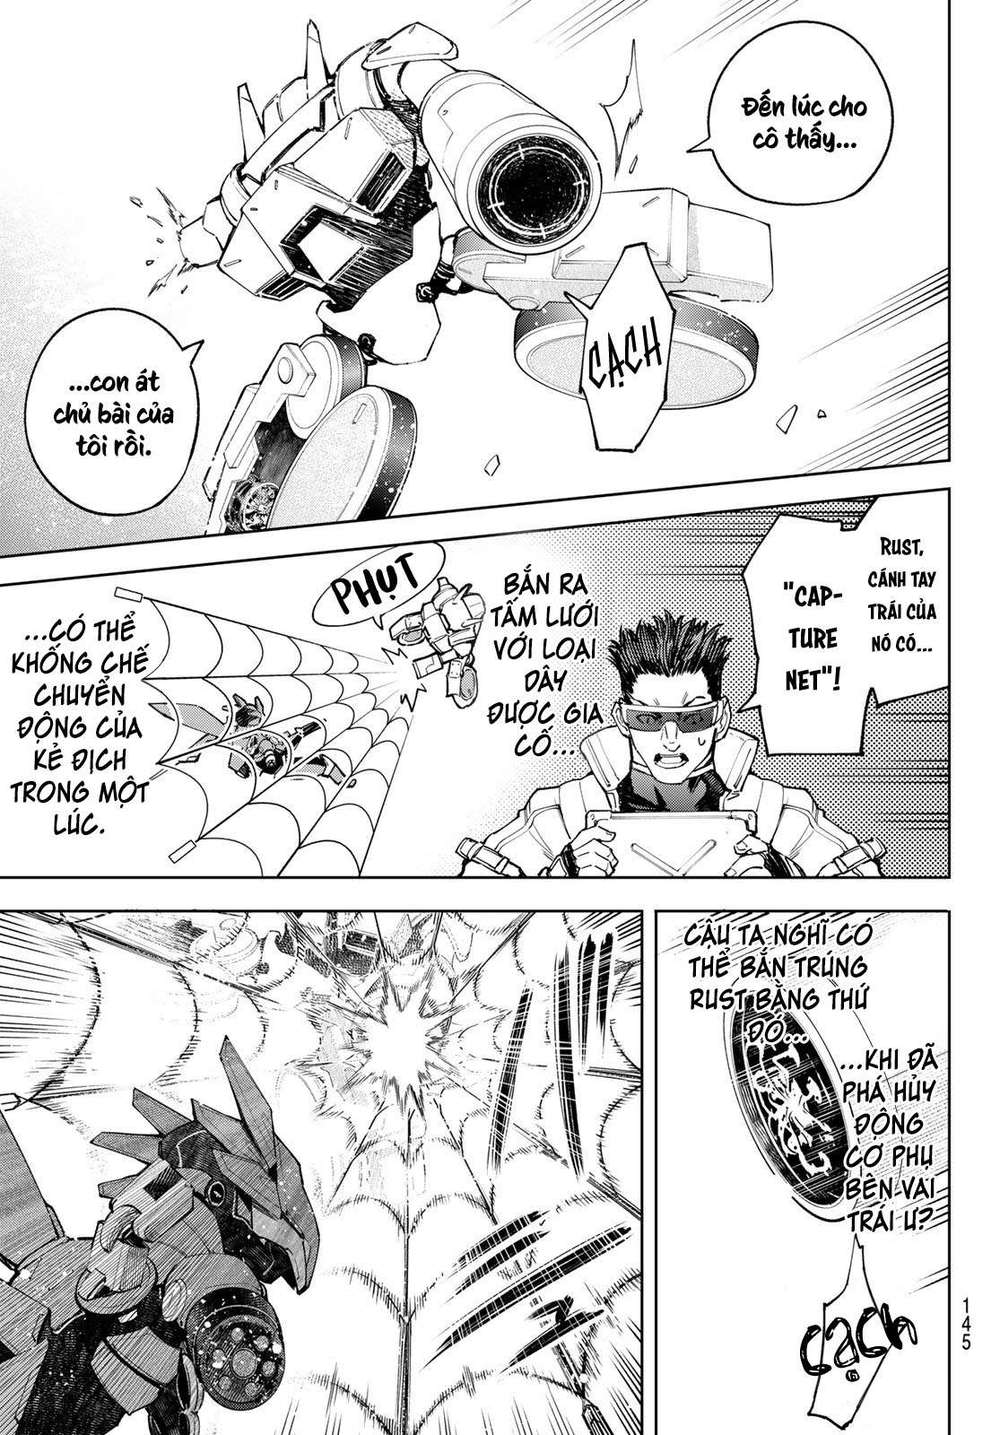 Đến lúc cho
cô thấy...
CẠCH
...con át
chủ bài của
tôi rồi.
RUST,
CÁNH TAY
TRÁI CỦA
NÓ CÓ...
"CAP-
TURE
NET"!
BẮN RA
TẤM LƯỚI
VỚI LOẠI
DÂY
ĐƯỢC GIA
CỐ...
PHỤT
...CÓ THỂ
KHỐNG CHẾ
CHUYỂN
ĐỘNG CỦA
KẺ ĐỊCH
TRONG MỘT
LÚC.
CẬU TA NGHĨ CÓ
THỂ BẮN TRÚNG
RUST BẰNG THỨ
ĐÓ...
...KHI ĐÃ
PHÁ HỦY
ĐỘNG
CƠ PHỤ
BÊN VAI
TRÁI Ư?
CẠCH
145